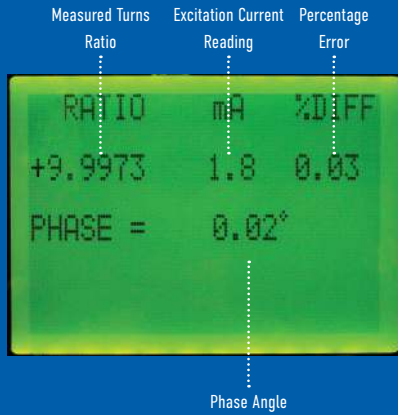 Measured Turns Ratio
Excitation Current Reading
Percentage Error
RATIO mA %DIFF
+9.9973 1.8 0.03
PHASE = 0.02°
Phase Angle